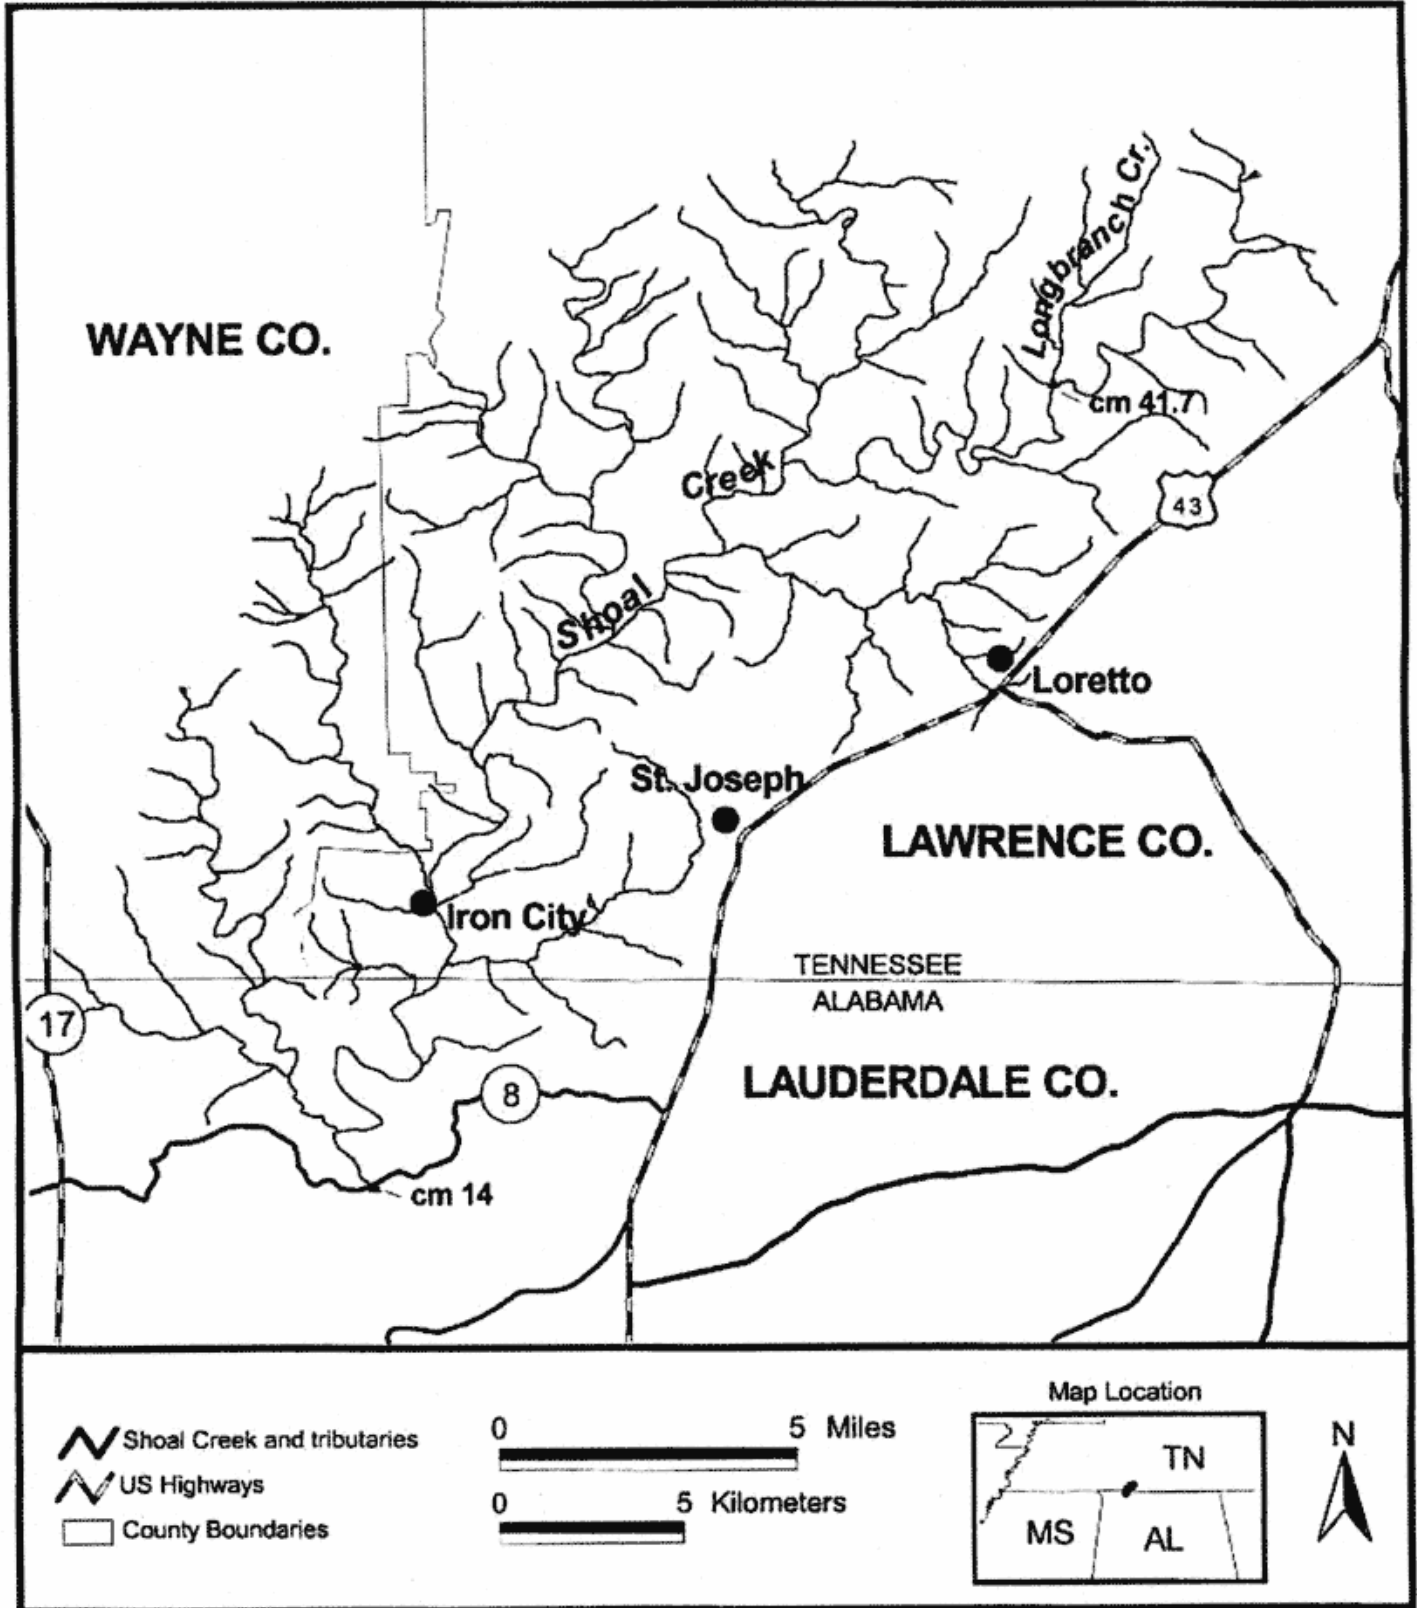 Longbranch Cr.
WAYNE CO.
cm 41.7
Creek
43
Shoal
Loretto
St. Joseph
LAWRENCE CO.
Iron City
TENNESSEE
ALABAMA
17
LAUDERDALE CO.
8
cm 14
Shoal Creek and tributaries
US Highways
County Boundaries
0 5 Miles
0 5 Kilometers
Map Location
TN
MS
AL
N